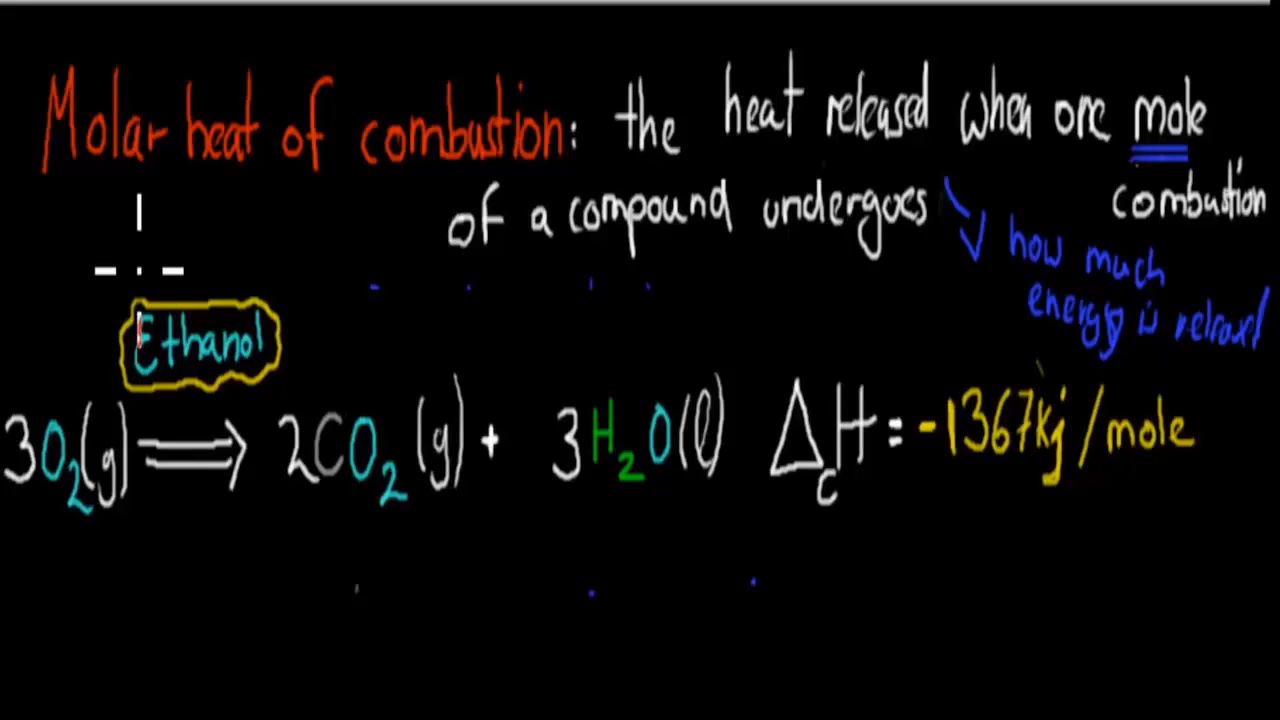 Molar heat of combustion: the heat released when one mole
of a compound undergoes combustion
how much
energy is
Ethanol
3O₂(g) ⟹ 2CO₂(g) + 3H₂O(l) ΔcH = -1367kj/mole